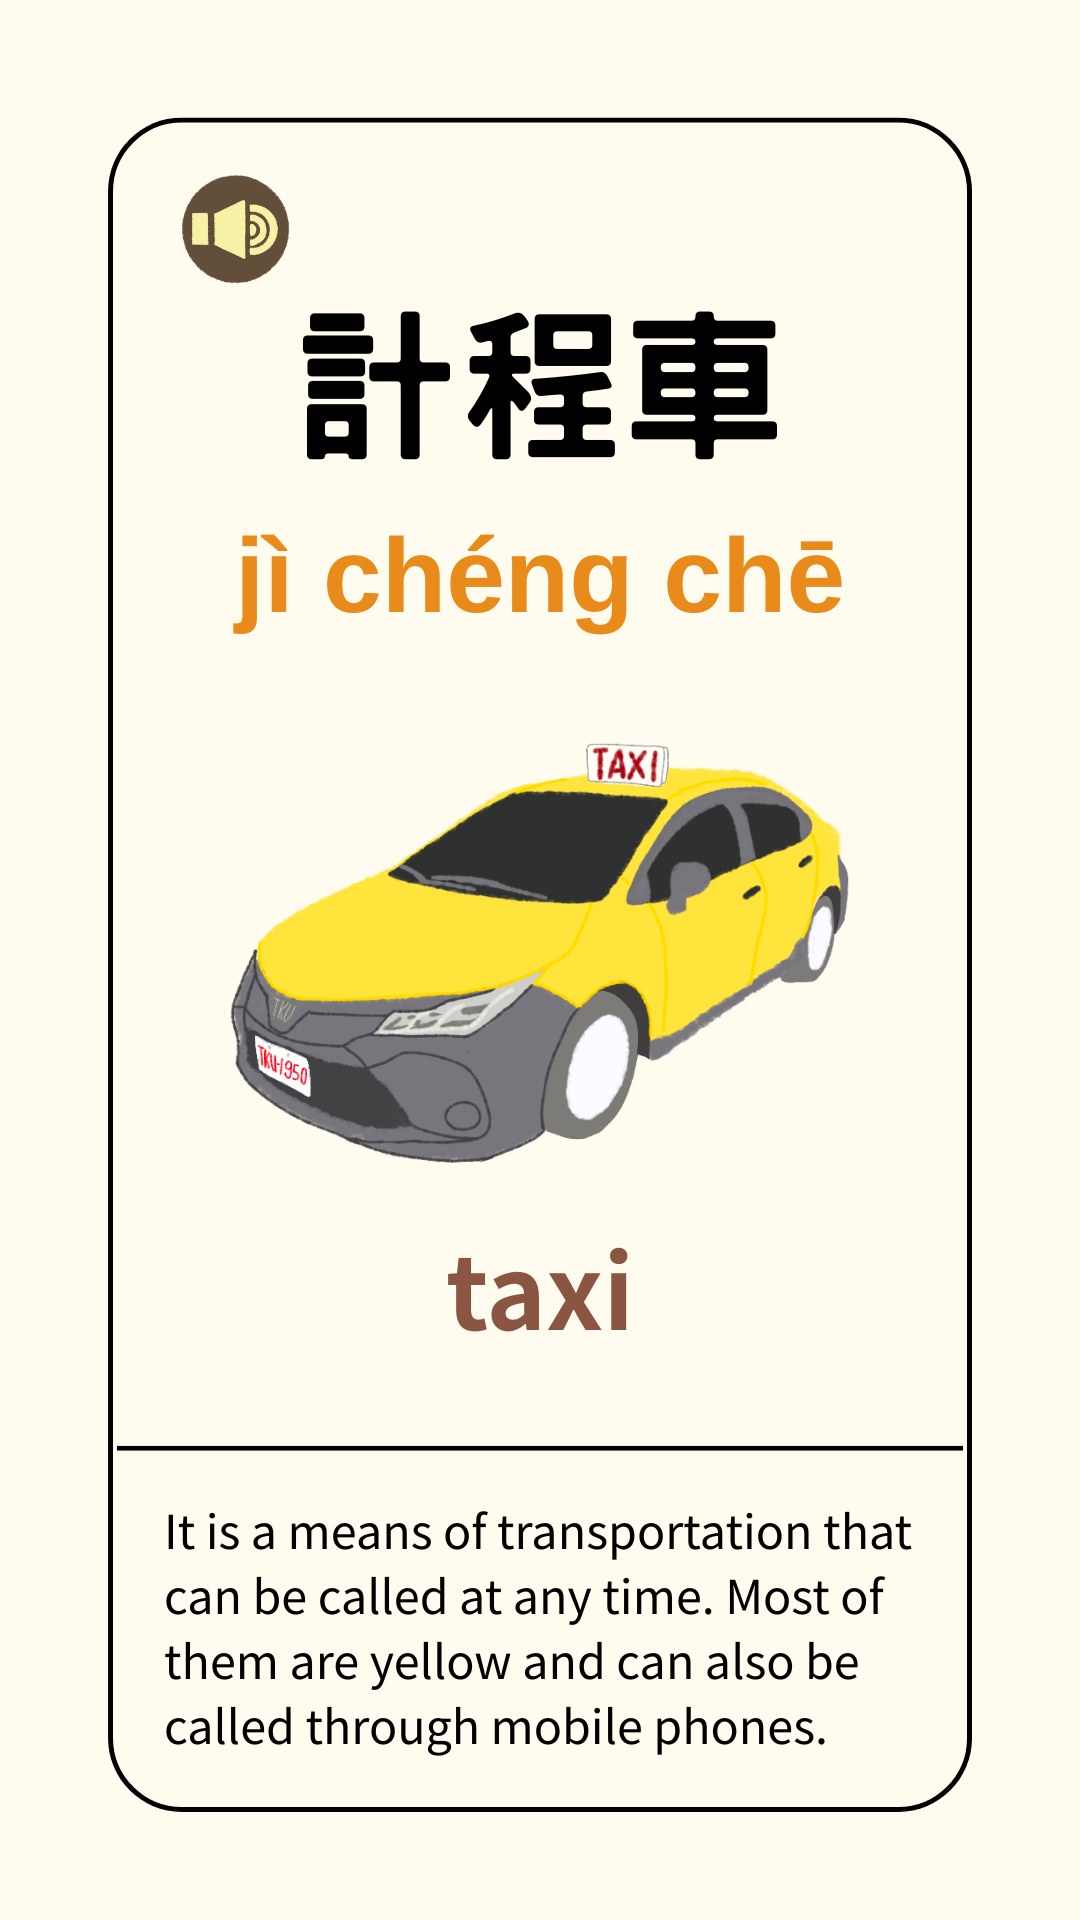 計程車
jì chéng chē
TAXI
TKU
TKU-1950
taxi
It is a means of transportation that
can be called at any time. Most of
them are yellow and can also be
called through mobile phones.